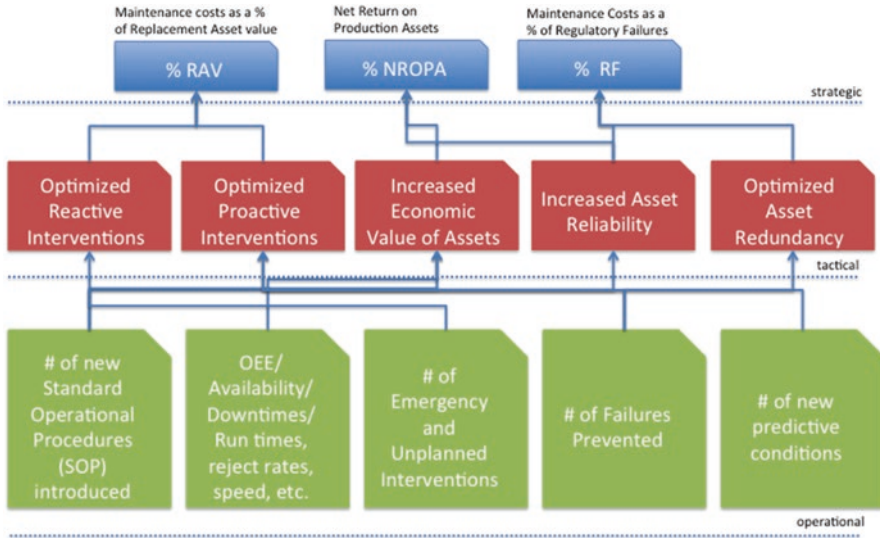 Maintenance costs as a %
of Replacement Asset value
Net Return on
Production Assets
Maintenance Costs as a
% of Regulatory Failures
% RAV
% NROPA
% RF
strategic
Optimized
Reactive
Interventions
Optimized
Proactive
Interventions
Increased
Economic
Value of Assets
Increased Asset
Reliability
Optimized
Asset
Redundancy
tactical
# of new
Standard
Operational
Procedures
(SOP)
introduced
OEE/
Availability/
Downtimes/
Run times,
reject rates,
speed, etc.
# of
Emergency
and
Unplanned
Interventions
# of Failures
Prevented
# of new
predictive
conditions
operational